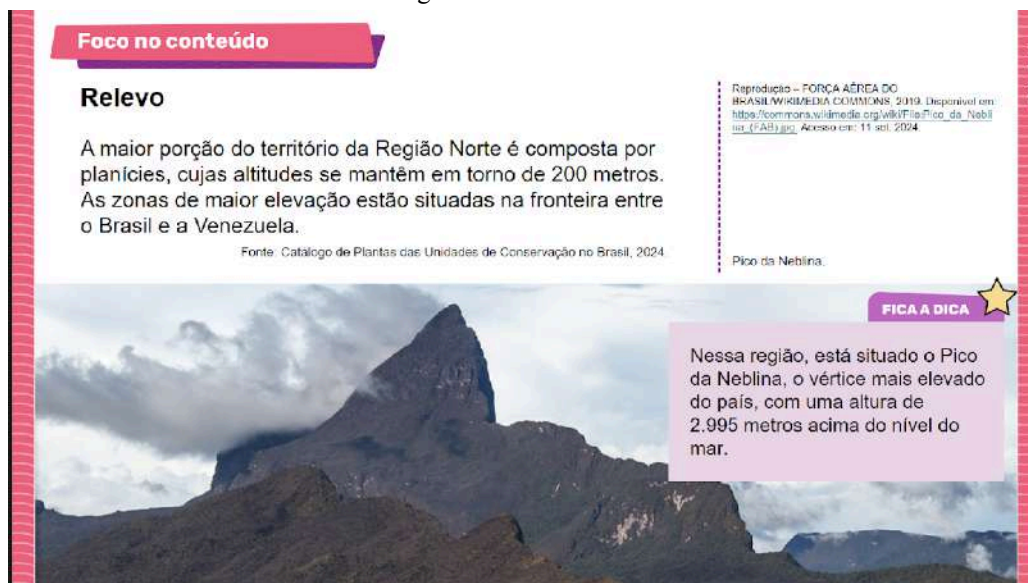 Foco no conteúdo
Relevo
A maior porção do território da Região Norte é composta por
planícies, cujas altitudes se mantêm em torno de 200 metros.
As zonas de maior elevação estão situadas na fronteira entre
o Brasil e a Venezuela.
Fonte: Catálogo de Plantas das Unidades de Conservação no Brasil, 2024.
Reprodução – FORÇA AÉREA DO
BRASIL/WIKIMEDIA COMMONS, 2019. Disponível em:
https://commons.wikimedia.org/wiki/File:Pico_da_Nebli
na_(FAB).jpg. Acesso em: 11 set. 2024.
Pico da Neblina.
FICA A DICA
Nessa região, está situado o Pico
da Neblina, o vértice mais elevado
do país, com uma altura de
2.995 metros acima do nível do
mar.